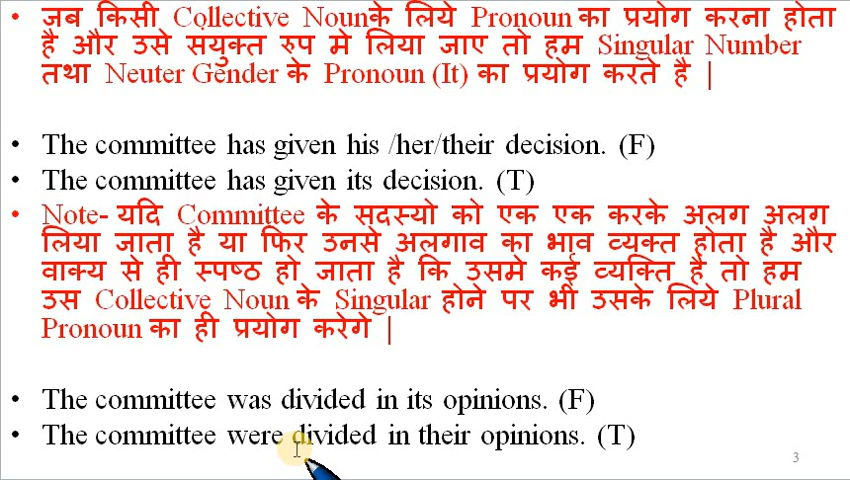 • जब किसी Collective Nounके लिये Pronoun का प्रयोग करना होता
है और उसे संयुक्त रुप मे लिया जाए तो हम Singular Number
तथा Neuter Gender के Pronoun (It) का प्रयोग करते है |
• The committee has given his /her/their decision. (F)
• The committee has given its decision. (T)
• Note- यदि Committee के सदस्यो को एक एक करके अलग अलग
लिया जाता है या फिर उनसे अलगाव का भाव व्यक्त होता है और
वाक्य से ही स्पष्ठ हो जाता है कि उसमे कई व्यक्ति है तो हम
उस Collective Noun के Singular होने पर भी उसके लिये Plural
Pronoun का ही प्रयोग करेगे |
• The committee was divided in its opinions. (F)
• The committee were divided in their opinions. (T)
3